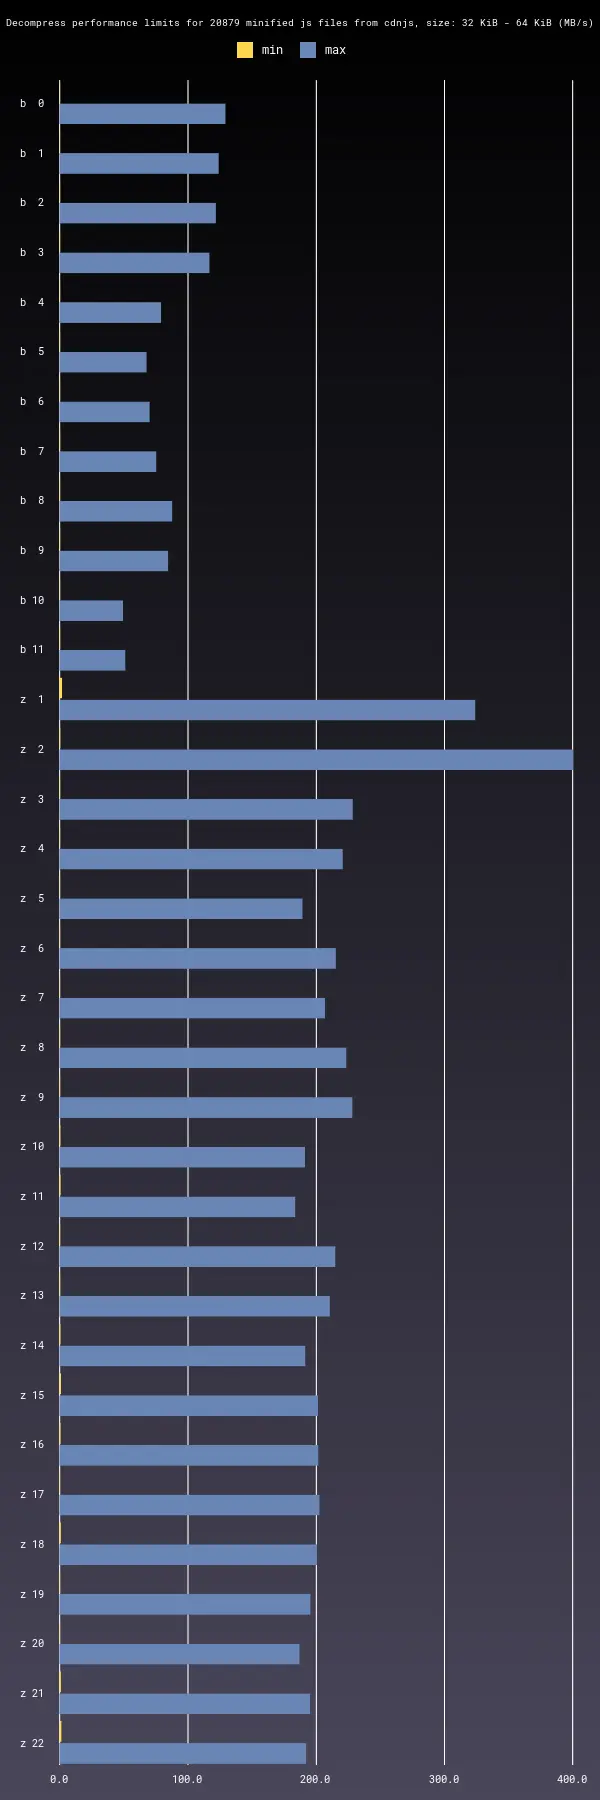 Decompress performance limits for 20879 minified js files from cdnjs, size: 32 KiB - 64 KiB (MB/s)
min max
b 0
b 1
b 2
b 3
b 4
b 5
b 6
b 7
b 8
b 9
b 10
b 11
z 1
z 2
z 3
z 4
z 5
z 6
z 7
z 8
z 9
z 10
z 11
z 12
z 13
z 14
z 15
z 16
z 17
z 18
z 19
z 20
z 21
z 22
0.0 100.0 200.0 300.0 400.0